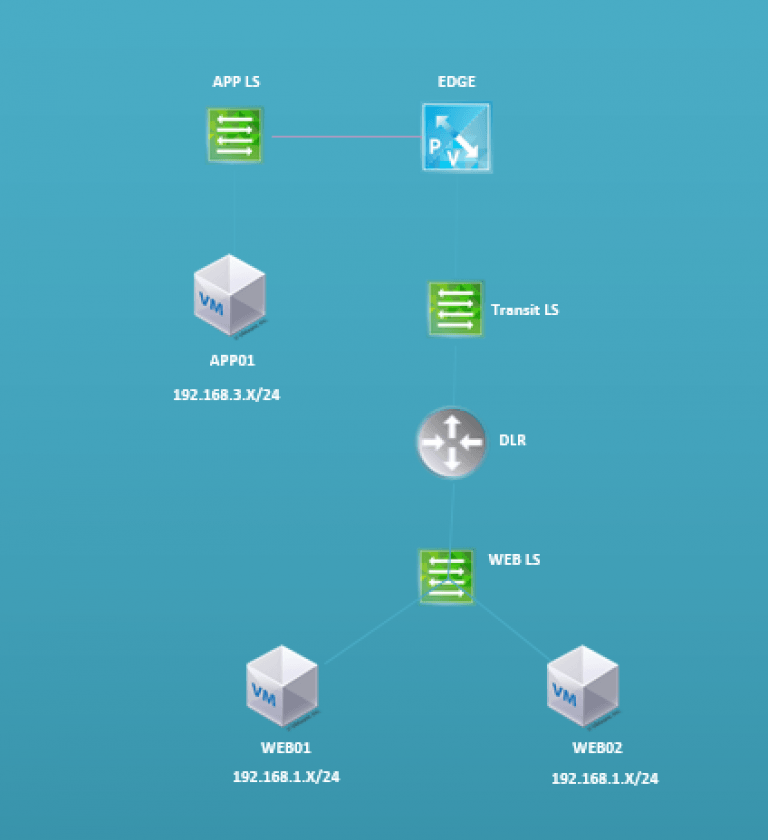 APP LS
EDGE
P
V
VM
Transit LS
APP01
192.168.3.X/24
DLR
WEB LS
VM
VM
WEB01
WEB02
192.168.1.X/24
192.168.1.X/24